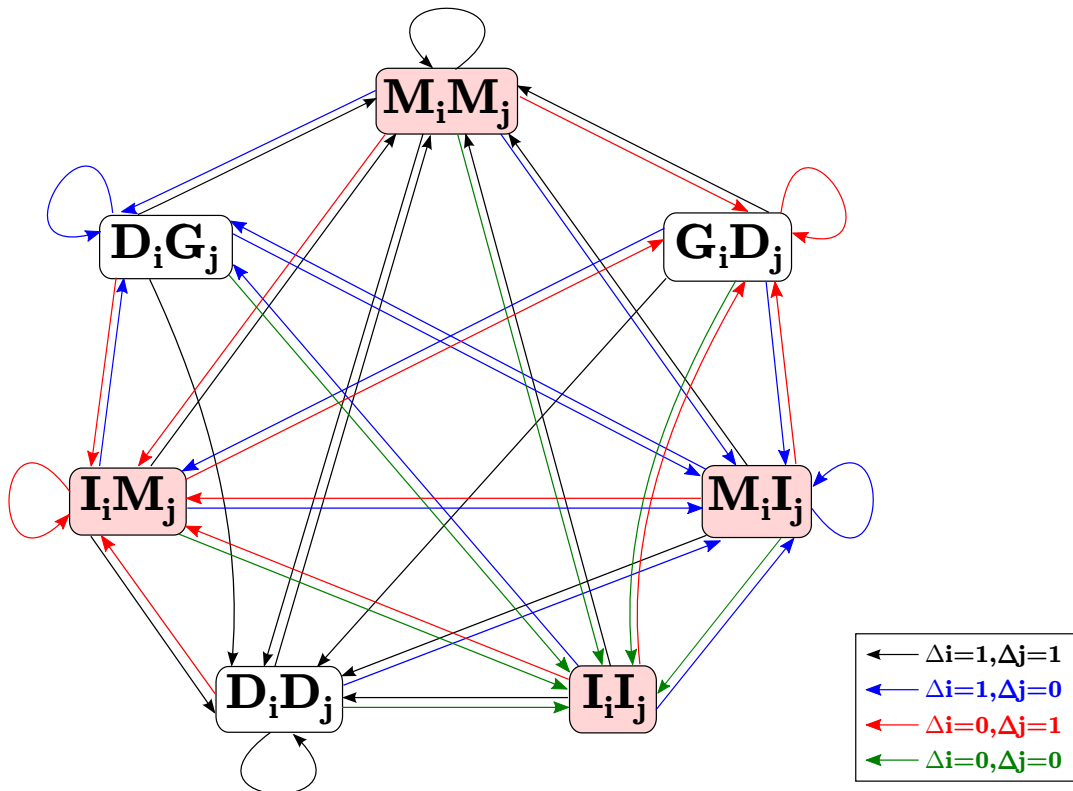 MᵢMⱼ
DᵢGⱼ
GᵢDⱼ
IᵢMⱼ
MᵢIⱼ
DᵢDⱼ
IᵢIⱼ
Δi=1,Δj=1
Δi=1,Δj=0
Δi=0,Δj=1
Δi=0,Δj=0